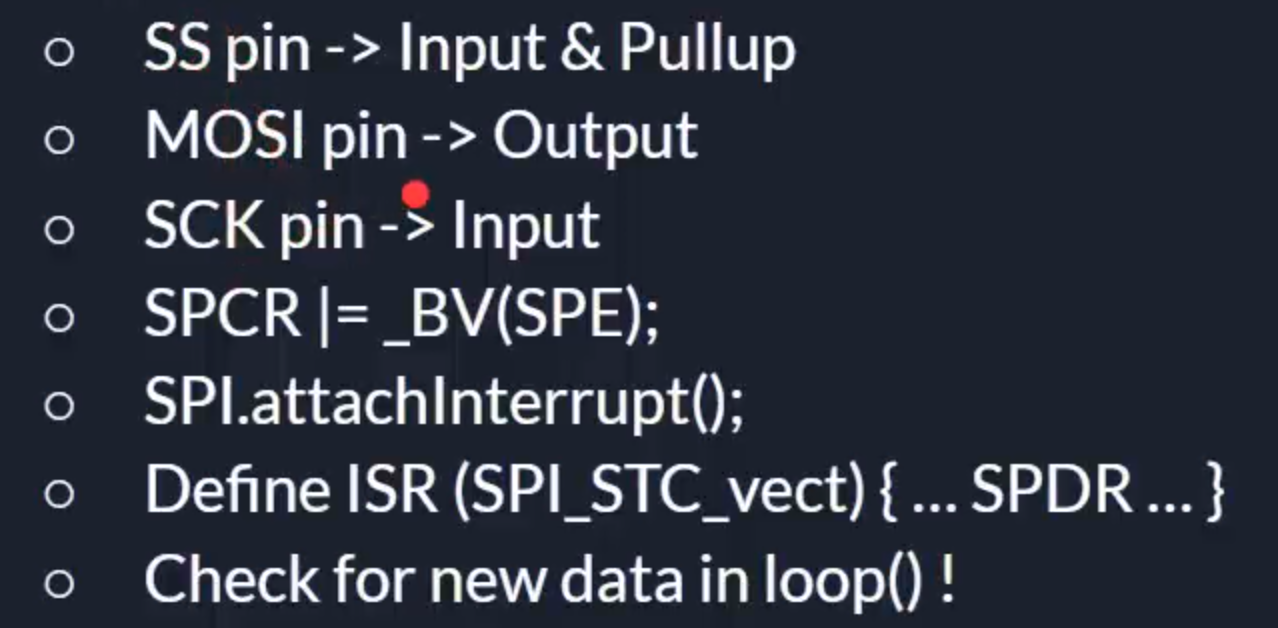 SS pin -> Input & Pullup
MOSI pin -> Output
SCK pin -> Input
SPCR |= _BV(SPE);
SPI.attachInterrupt();
Define ISR (SPI_STC_vect) { ... SPDR ... }
Check for new data in loop() !